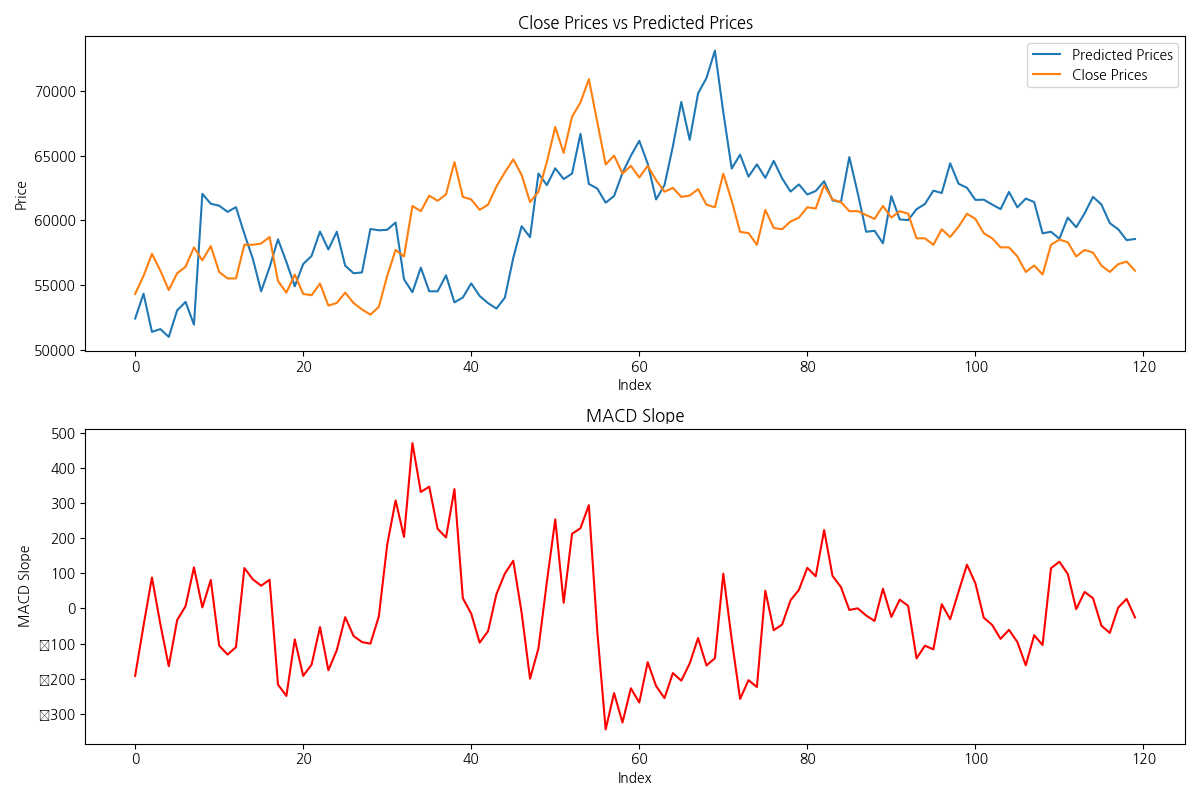 Close Prices vs Predicted Prices
Predicted Prices
Close Prices
70000
65000
60000
55000
50000
Price
0 20 40 60 80 100 120
Index
MACD Slope
500
400
300
200
100
0
100
200
300
MACD Slope
0 20 40 60 80 100 120
Index